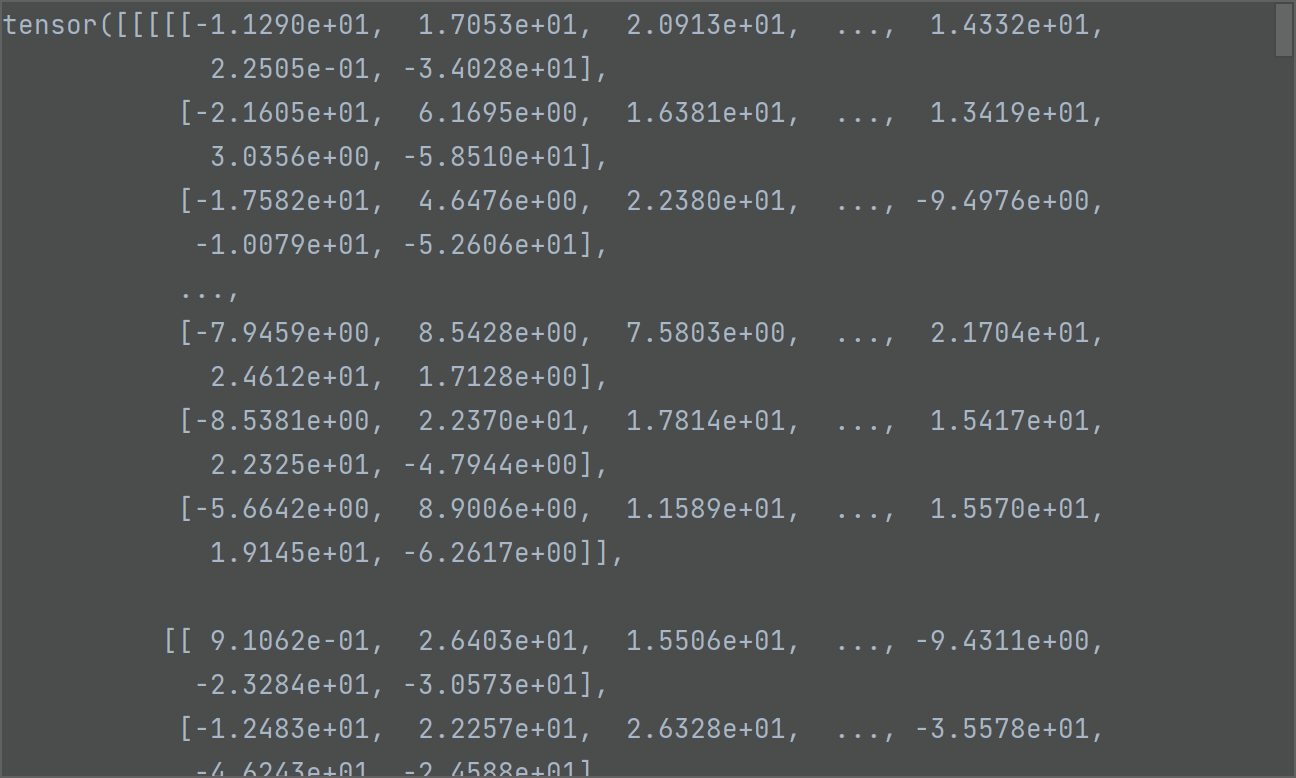 tensor([[[[[-1.1290e+01,  1.7053e+01,  2.0913e+01,  ...,  1.4332e+01,
2.2505e-01, -3.4028e+01],
[-2.1605e+01,  6.1695e+00,  1.6381e+01,  ...,  1.3419e+01,
3.0356e+00, -5.8510e+01],
[-1.7582e+01,  4.6476e+00,  2.2380e+01,  ..., -9.4976e+00,
-1.0079e+01, -5.2606e+01],
...,
[-7.9459e+00,  8.5428e+00,  7.5803e+00,  ...,  2.1704e+01,
2.4612e+01,  1.7128e+00],
[-8.5381e+00,  2.2370e+01,  1.7814e+01,  ...,  1.5417e+01,
2.2325e+01, -4.7944e+00],
[-5.6642e+00,  8.9006e+00,  1.1589e+01,  ...,  1.5570e+01,
1.9145e+01, -6.2617e+00]],
[[ 9.1062e-01,  2.6403e+01,  1.5506e+01,  ..., -9.4311e+00,
-2.3284e+01, -3.0573e+01],
[-1.2483e+01,  2.2257e+01,  2.6328e+01,  ..., -3.5578e+01,
-4.6243e+01, -2.4588e+01]